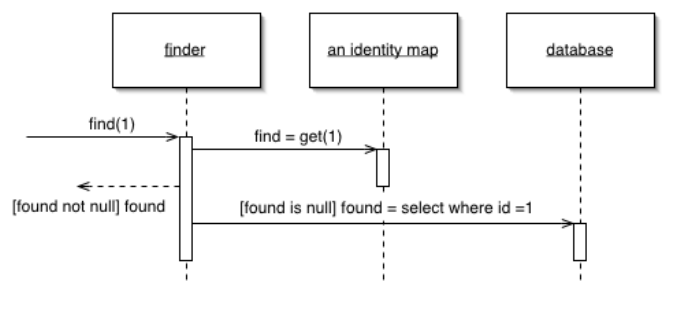 finder
an identity map
database
find(1)
find = get(1)
[found not null] found
[found is null] found = select where id =1